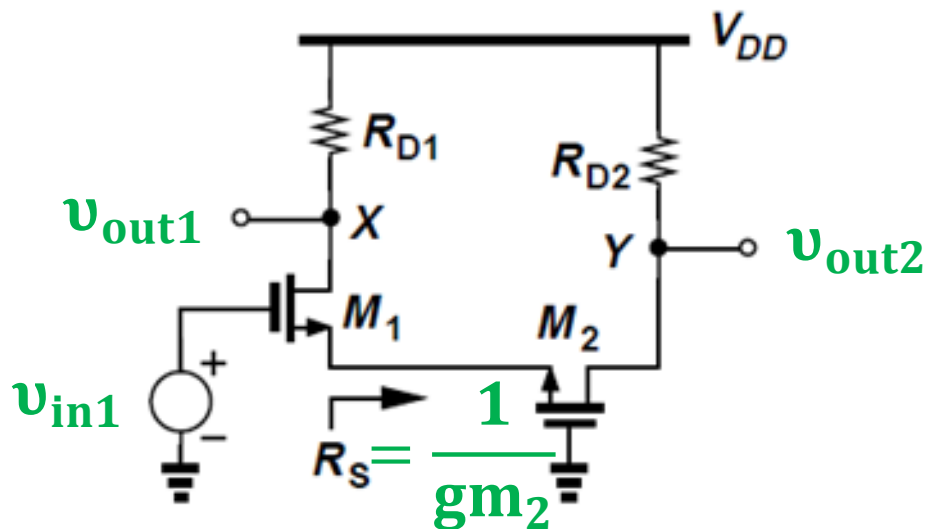 V_DD
R_D1
R_D2
υ_out1
X
Y
υ_out2
M_1
M_2
+
υ_in1
−
R_S = 1/gm_2